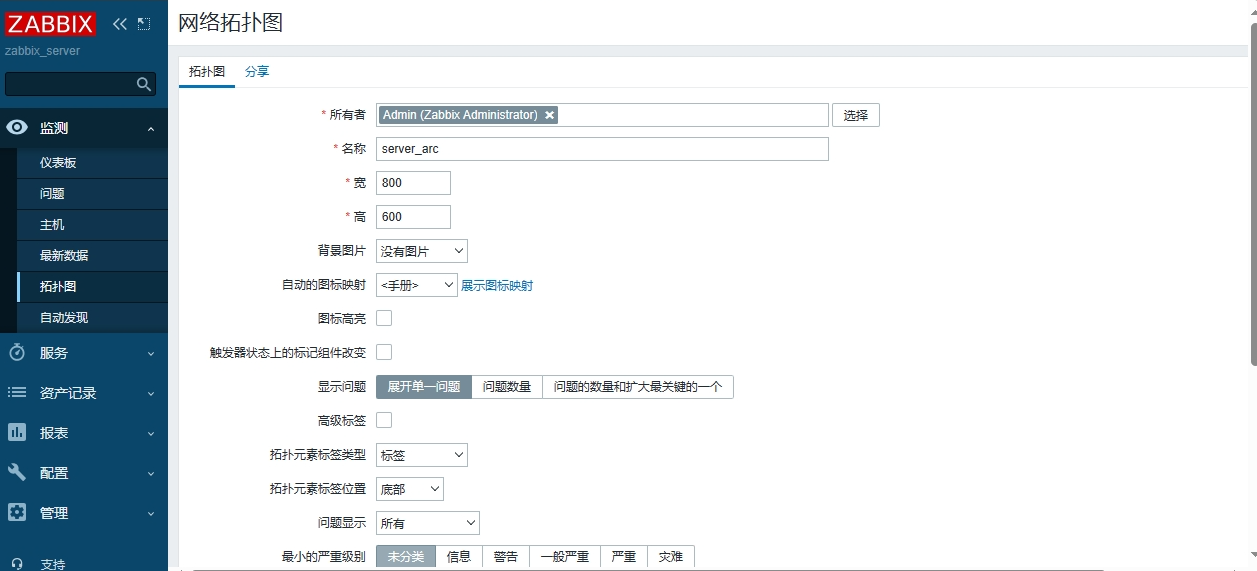 ZABBIX
zabbix_server
监测
仪表板
问题
主机
最新数据
拓扑图
自动发现
服务
资产记录
报表
配置
管理
支持
网络拓扑图
拓扑图 分享
* 所有者 Admin (Zabbix Administrator) 选择
* 名称 server_arc
* 宽 800
* 高 600
背景图片 没有图片
自动的图标映射 <手册> 展示图标映射
图标高亮
触发器状态上的标记组件改变
显示问题 展开单一问题 问题数量 问题的数量和扩大最关键的一个
高级标签
拓扑元素标签类型 标签
拓扑元素标签位置 底部
问题显示 所有
最小的严重级别 未分类 信息 警告 一般严重 严重 灾难